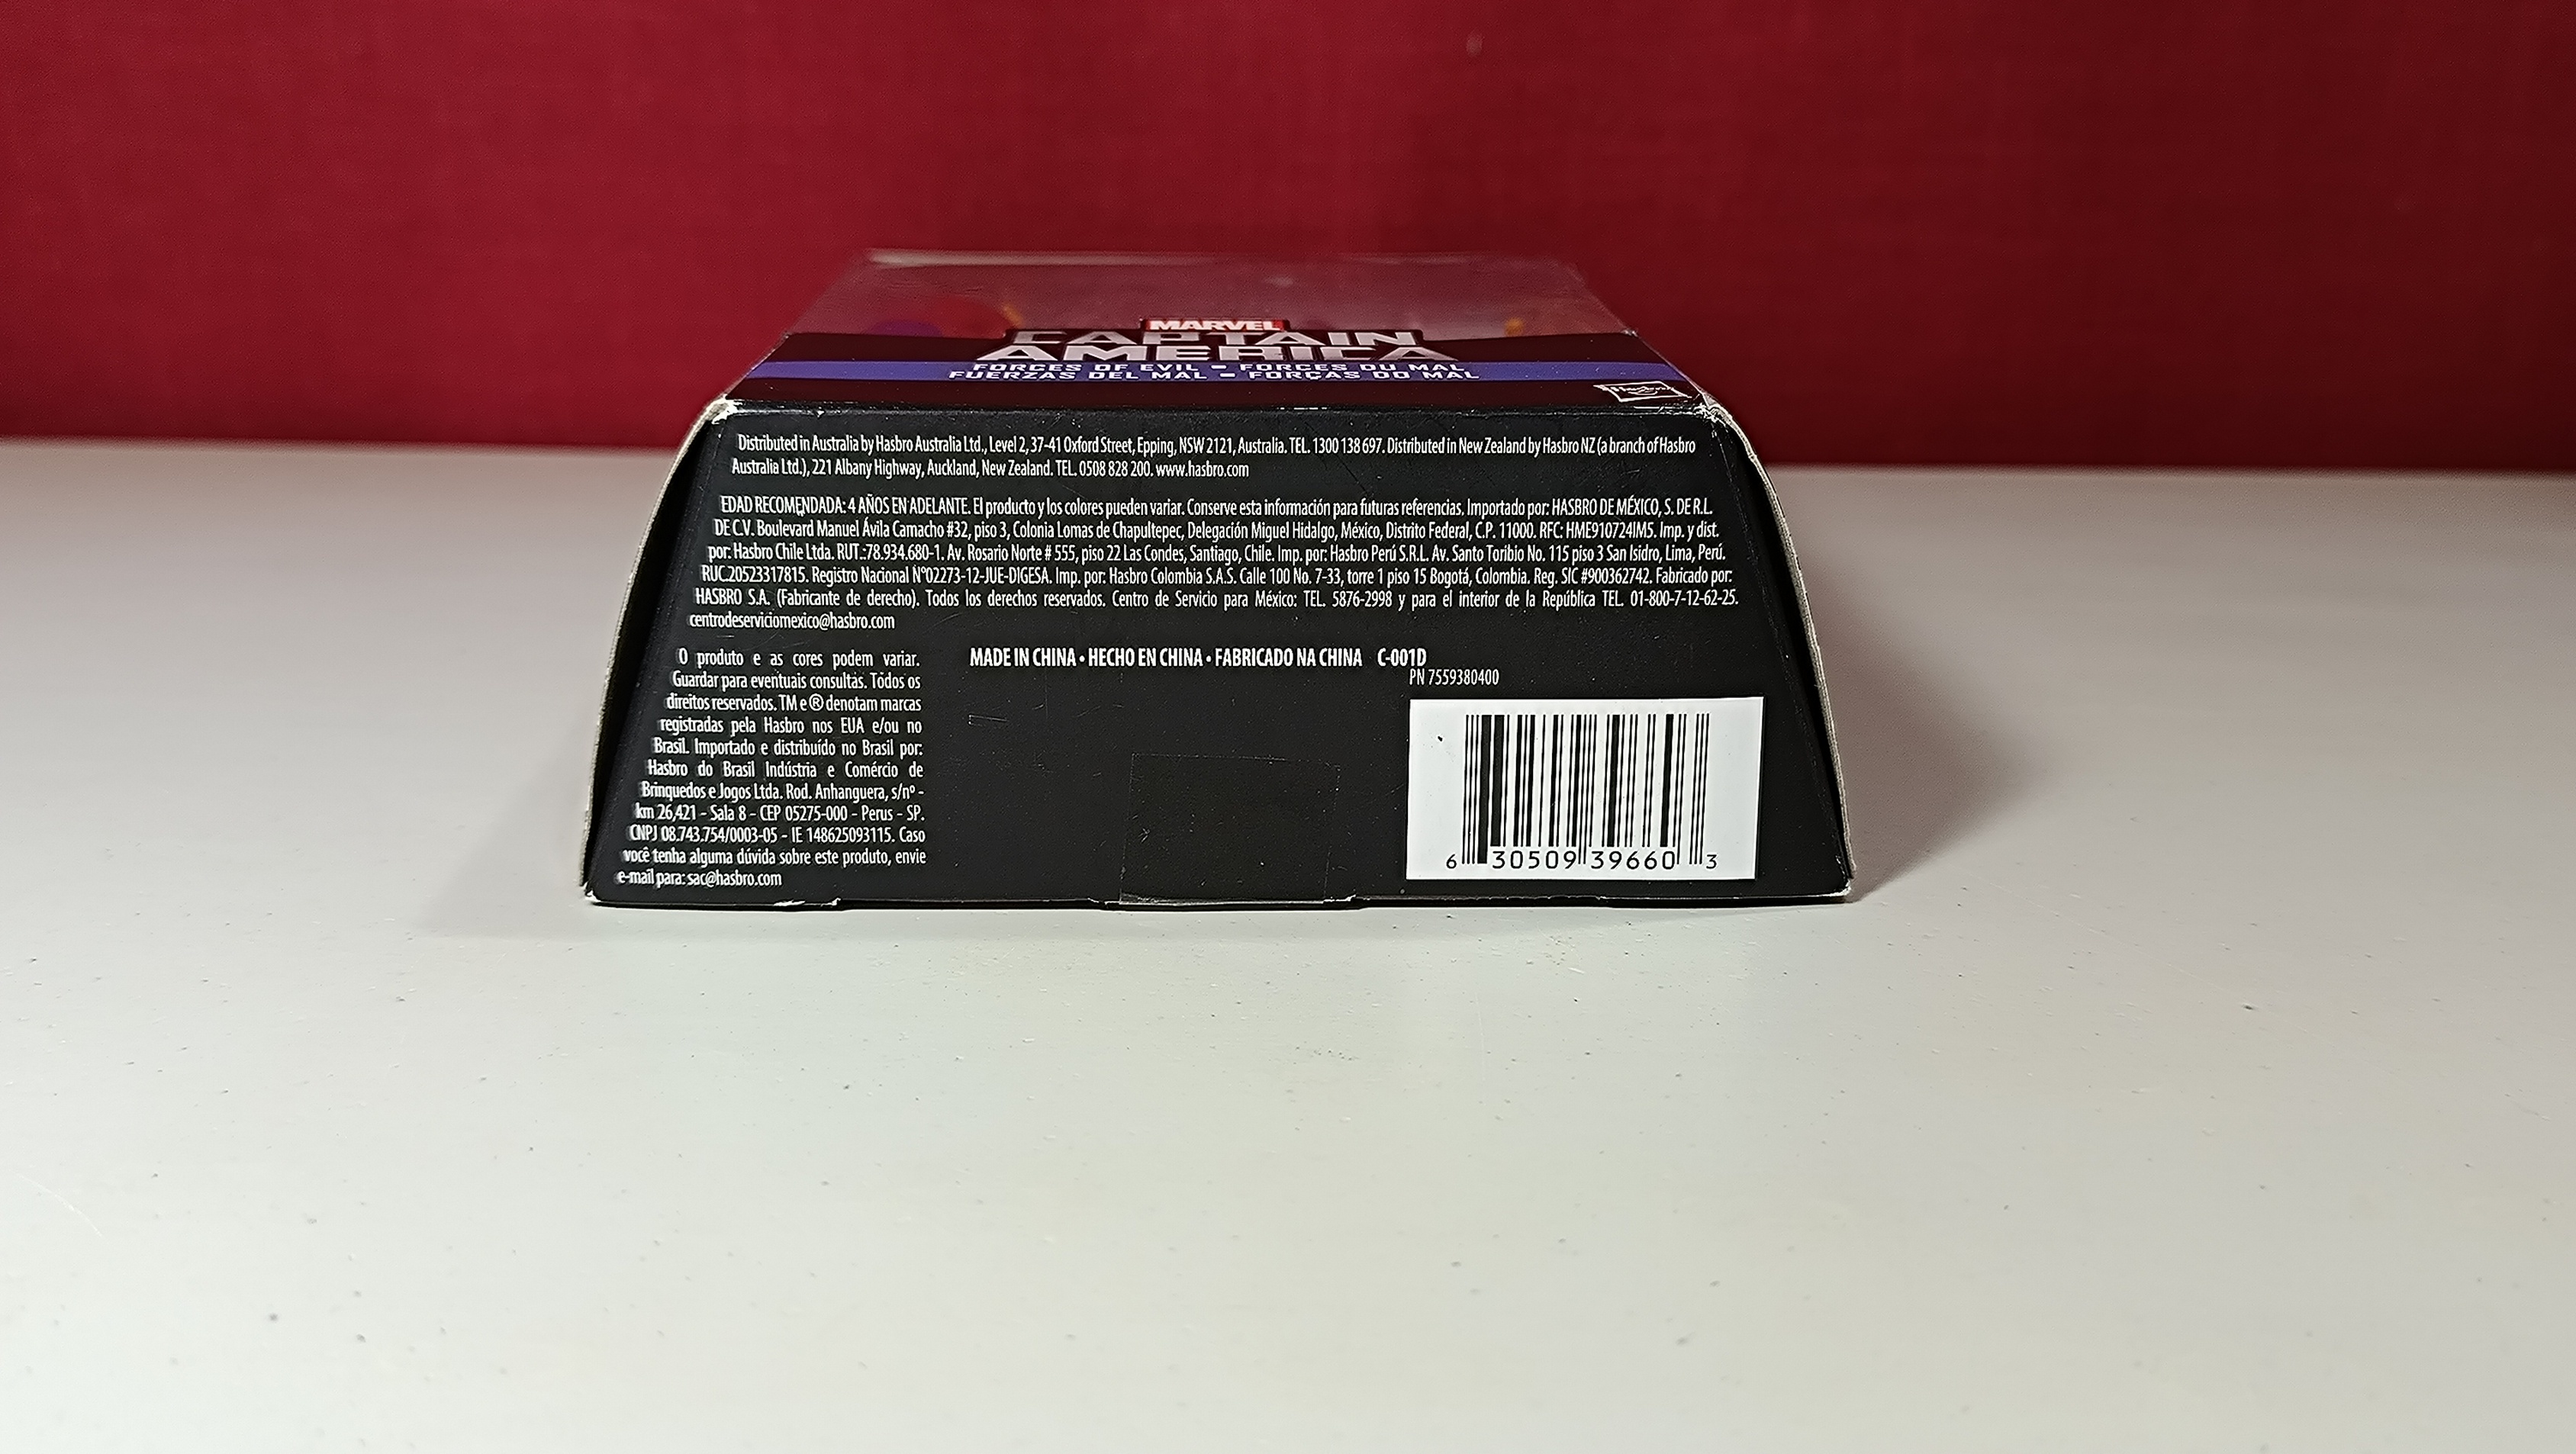 MARVEL
CAPTAIN
AMERICA
FORCES OF EVIL - FORCES DU MAL
FUERZAS DEL MAL - FORÇAS DO MAL
Hasbro
Distributed in Australia by Hasbro Australia Ltd., Level 2, 37-41 Oxford Street, Epping, NSW 2121, Australia. TEL. 1300 138 697. Distributed in New Zealand by Hasbro NZ (a branch of Hasbro
Australia Ltd.), 221 Albany Highway, Auckland, New Zealand. TEL. 0508 828 200. www.hasbro.com
EDAD RECOMENDADA: 4 AÑOS EN ADELANTE. El producto y los colores pueden variar. Conserve esta información para futuras referencias. Importado por: HASBRO DE MÉXICO, S. DE R.L.
DE C.V. Boulevard Manuel Ávila Camacho #32, piso 3, Colonia Lomas de Chapultepec, Delegación Miguel Hidalgo, México, Distrito Federal, C.P. 11000. RFC: HME910724IM5. Imp. y dist.
por: Hasbro Chile Ltda. RUT.:78.934.680-1. Av. Rosario Norte # 555, piso 22 Las Condes, Santiago, Chile. Imp. por: Hasbro Perú S.R.L. Av. Santo Toribio No. 115 piso 3 San Isidro, Lima, Perú.
RUC.20523317815. Registro Nacional N°02273-12-JUE-DIGESA. Imp. por: Hasbro Colombia S.A.S. Calle 100 No. 7-33, torre 1 piso 15 Bogotá, Colombia. Reg. SIC #900362742. Fabricado por:
HASBRO S.A. (Fabricante de derecho). Todos los derechos reservados. Centro de Servicio para México: TEL. 5876-2998 y para el interior de la República TEL. 01-800-7-12-62-25.
centrodeserviciomexico@hasbro.com
O produto e as cores podem variar.
Guardar para eventuais consultas. Todos os
direitos reservados. TM e ® denotam marcas
registradas pela Hasbro nos EUA e/ou no
Brasil. Importado e distribuído no Brasil por:
Hasbro do Brasil Indústria e Comércio de
Brinquedos e Jogos Ltda. Rod. Anhanguera, s/nº -
km 26,421 - Sala 8 - CEP 05275-000 - Perus - SP.
CNPJ 08.743.754/0003-05 - IE 148625093115. Caso
você tenha alguma dúvida sobre este produto, envie
e-mail para: sac@hasbro.com
MADE IN CHINA • HECHO EN CHINA • FABRICADO NA CHINA C-001D
PN 7559380400
6 30509 39660 3